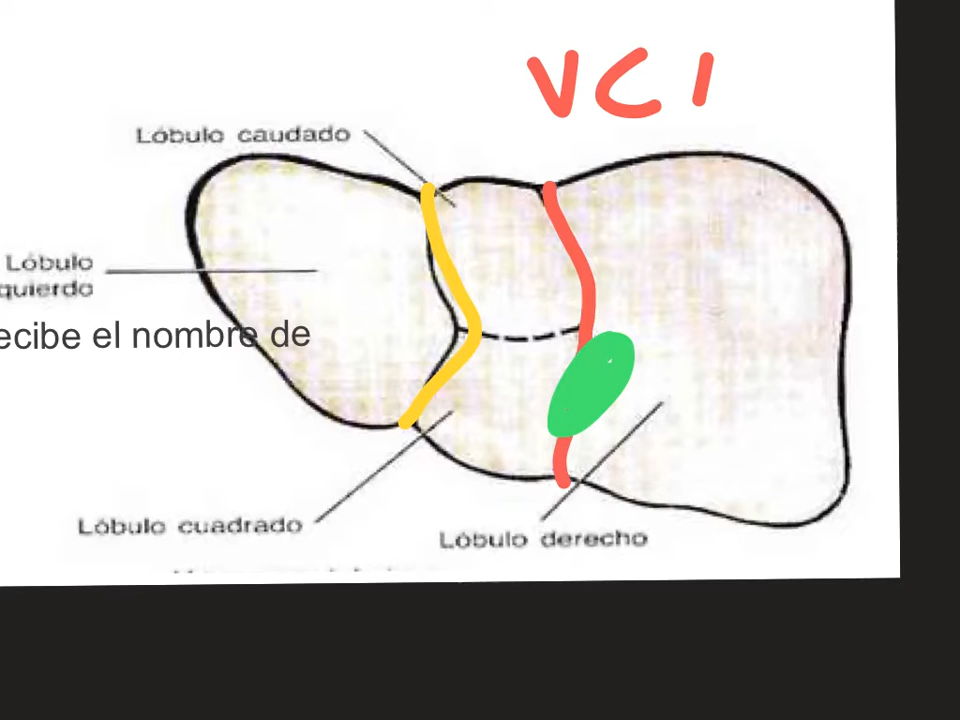 VCI
Lóbulo caudado
Lóbulo
quierdo
ecibe el nombre de
Lóbulo cuadrado
Lóbulo derecho